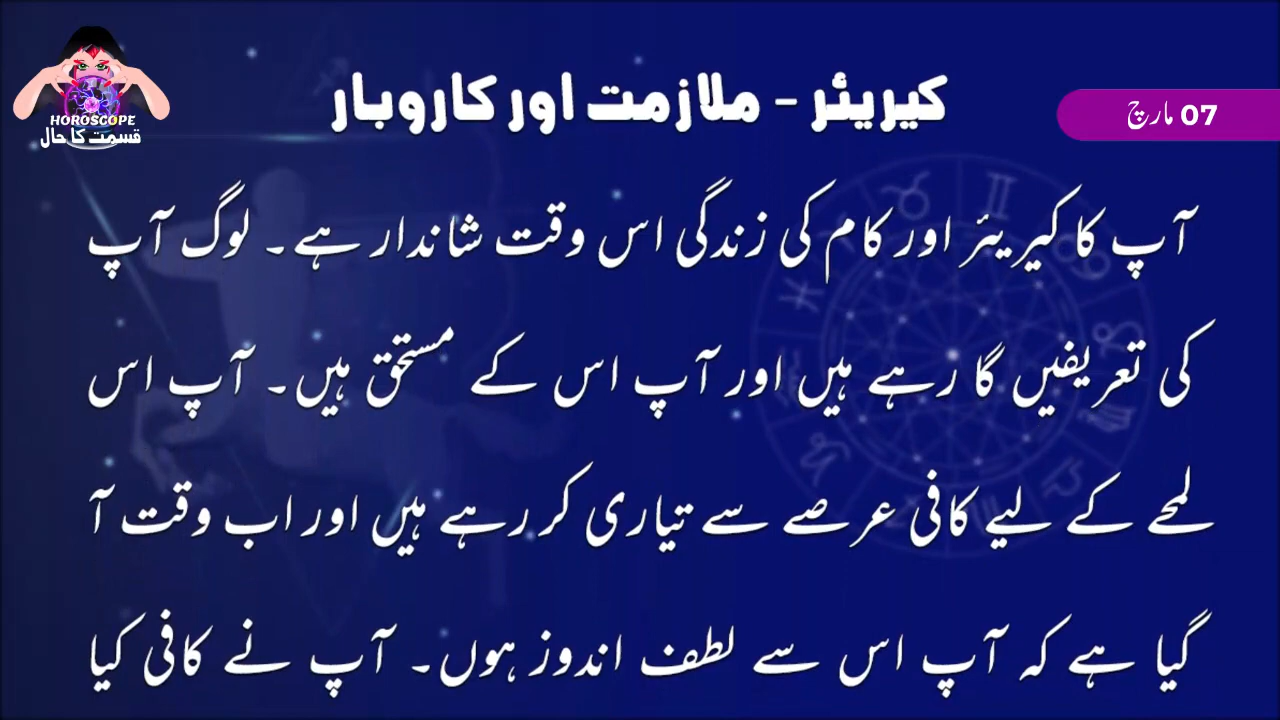 کیریئر - ملازمت اور کاروبار
07 مارچ
HOROSCOPE
قسمت کا حال
آپ کا کیریئر اور کام کی زندگی اس وقت شاندار ہے۔ لوگ آپ
کی تعریفیں گا رہے ہیں اور آپ اس کے مستحق ہیں۔ آپ اس
لمحے کے لیے کافی عرصے سے تیاری کر رہے ہیں اور اب وقت آ
گیا ہے کہ آپ اس سے لطف اندوز ہوں۔ آپ نے کافی کیا